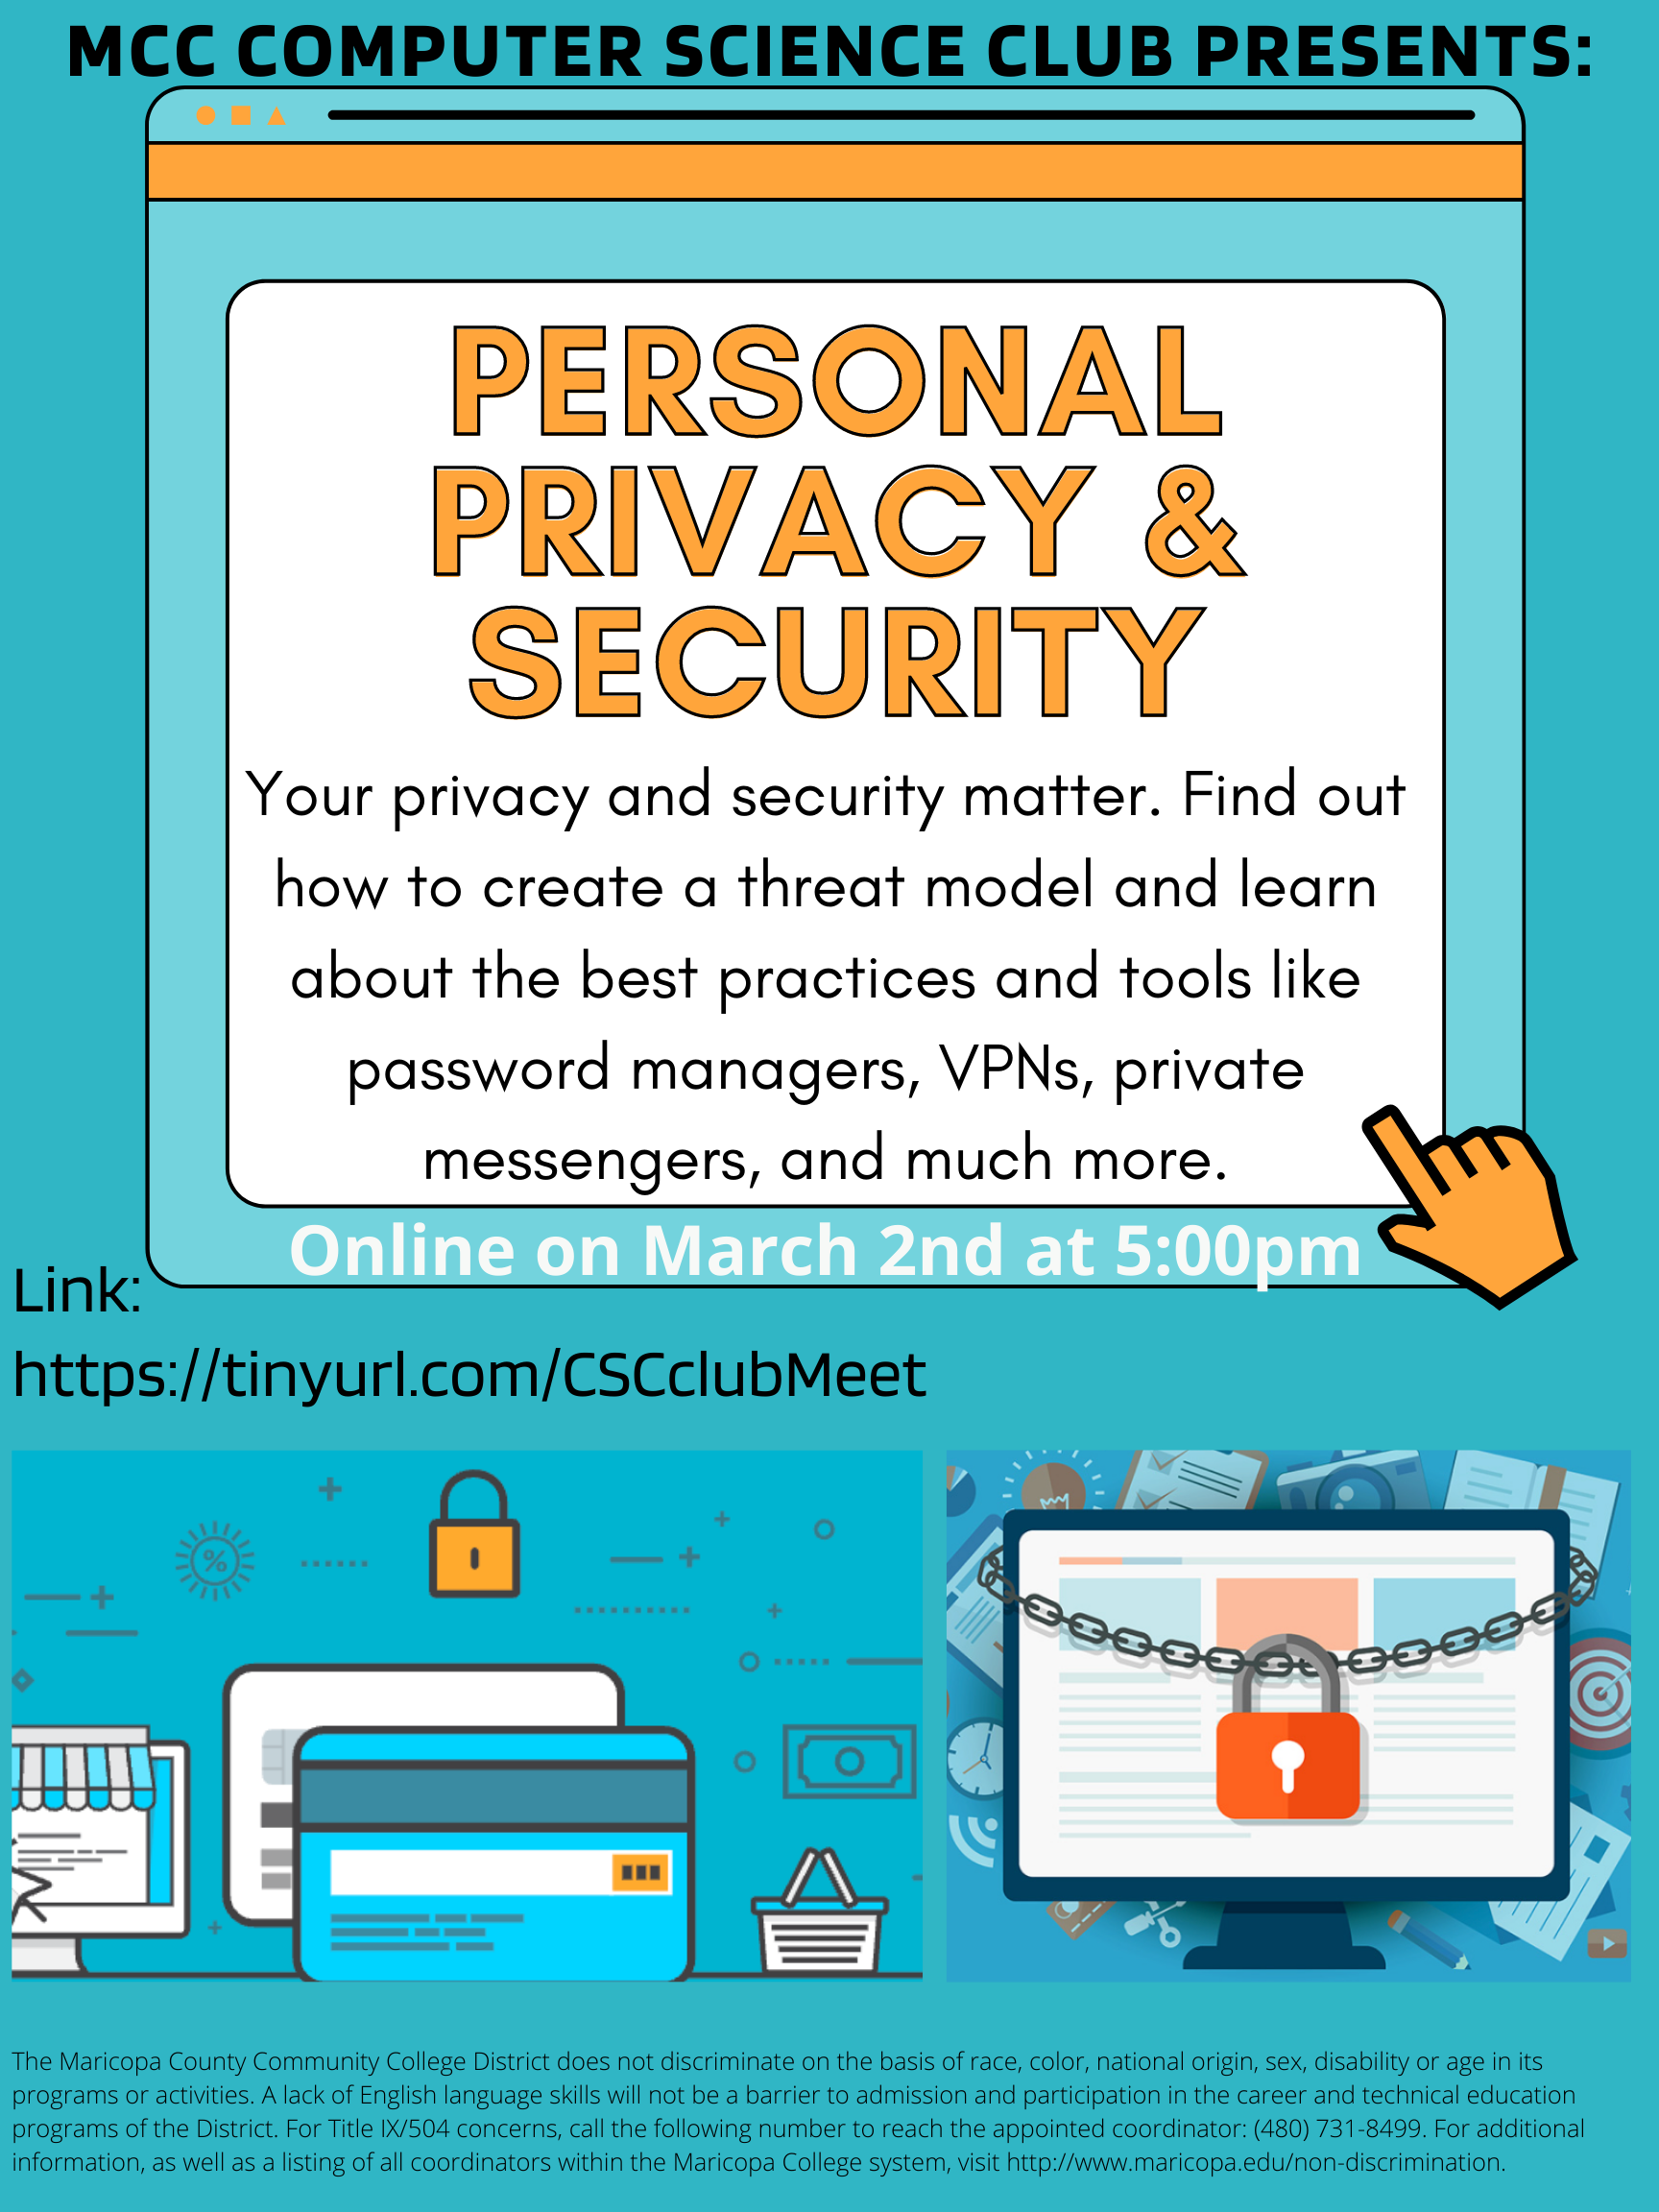 MCC COMPUTER SCIENCE CLUB PRESENTS:
PERSONAL
PRIVACY &
SECURITY
Your privacy and security matter. Find out
how to create a threat model and learn
about the best practices and tools like
password managers, VPNs, private
messengers, and much more.
Online on March 2nd at 5:00pm
Link:
https://tinyurl.com/CSCclubMeet
%
The Maricopa County Community College District does not discriminate on the basis of race, color, national origin, sex, disability or age in its
programs or activities. A lack of English language skills will not be a barrier to admission and participation in the career and technical education
programs of the District. For Title IX/504 concerns, call the following number to reach the appointed coordinator: (480) 731-8499. For additional
information, as well as a listing of all coordinators within the Maricopa College system, visit http://www.maricopa.edu/non-discrimination.